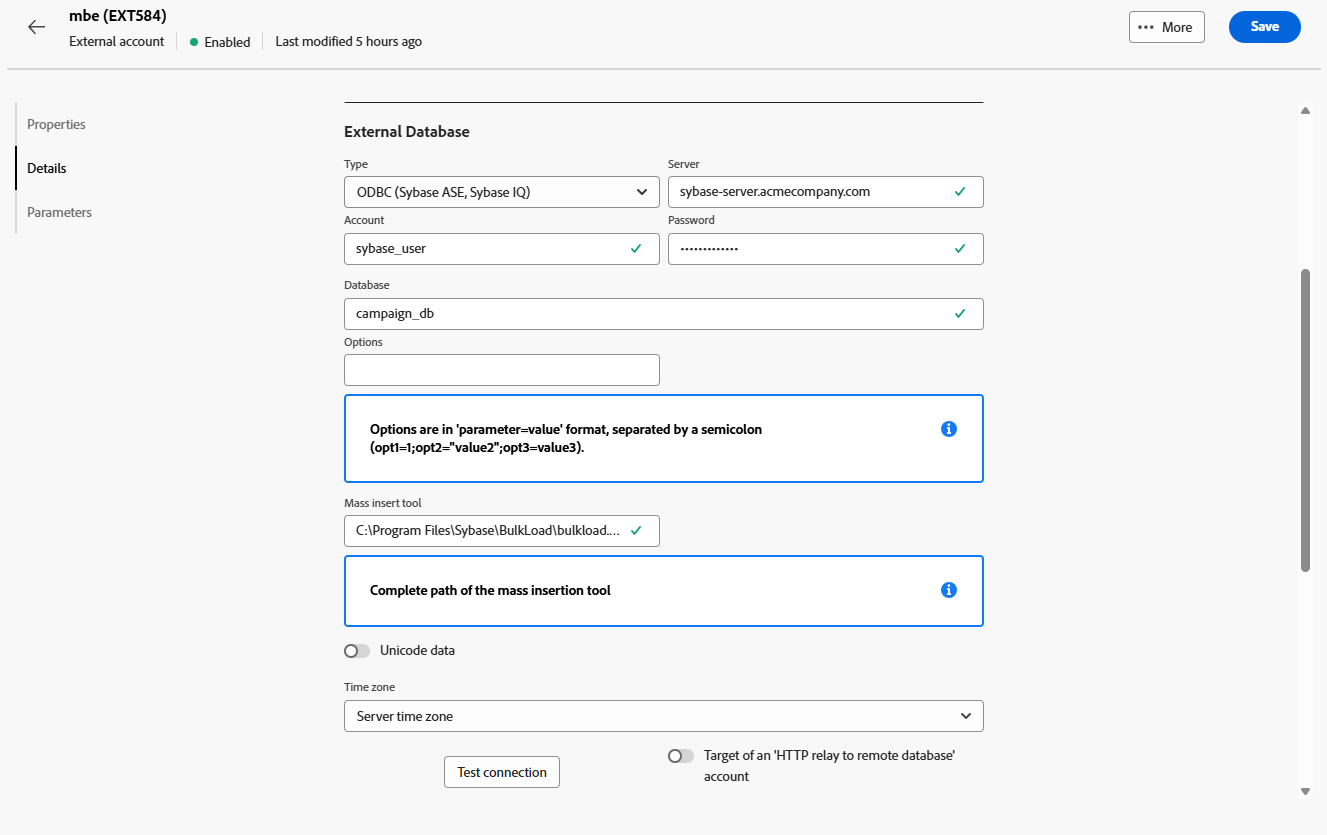 mbe (EXT584)
External account
Enabled
Last modified 5 hours ago
More
Save
Properties
Details
Parameters
External Database
Type
Server
ODBC (Sybase ASE, Sybase IQ)
sybase-server.acmecompany.com
Account
Password
sybase_user
•••••••••••••
Database
campaign_db
Options
Options are in 'parameter=value' format, separated by a semicolon
(opt1=1;opt2="value2";opt3=value3).
Mass insert tool
C:\Program Files\Sybase\BulkLoad\bulkload....
Complete path of the mass insertion tool
Unicode data
Time zone
Server time zone
Test connection
Target of an 'HTTP relay to remote database'
account